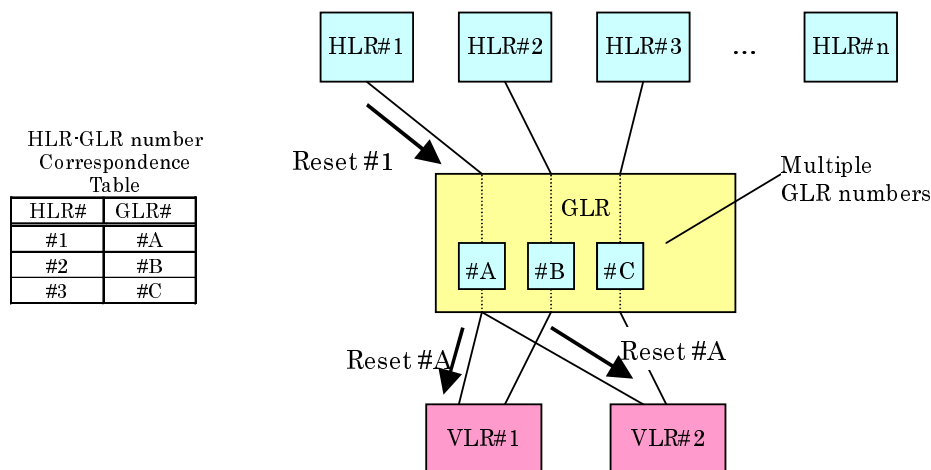 HLR#1
HLR#2
HLR#3
...
HLR#n
Reset #1
HLR-GLR number
Correspondence
Table
HLR# GLR#
#1 #A
#2 #B
#3 #C
Multiple
GLR numbers
GLR
#A
#B
#C
Reset #A
Reset #A
VLR#1
VLR#2